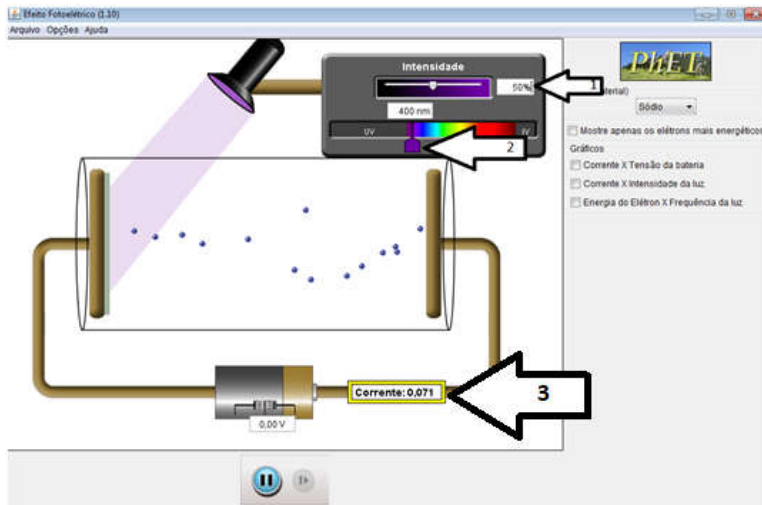 Efeito Fotoelétrico (1.10)
Arquivo Opções Ajuda
Intensidade
50%
1
400 nm
UV
IV
2
PhET
Sódio
Mostre apenas os elétrons mais energéticos
Gráficos
Corrente X Tensão da bateria
Corrente X Intensidade da luz
Energia do Elétron X Frequência da luz
Corrente: 0,071
3
0,00 V